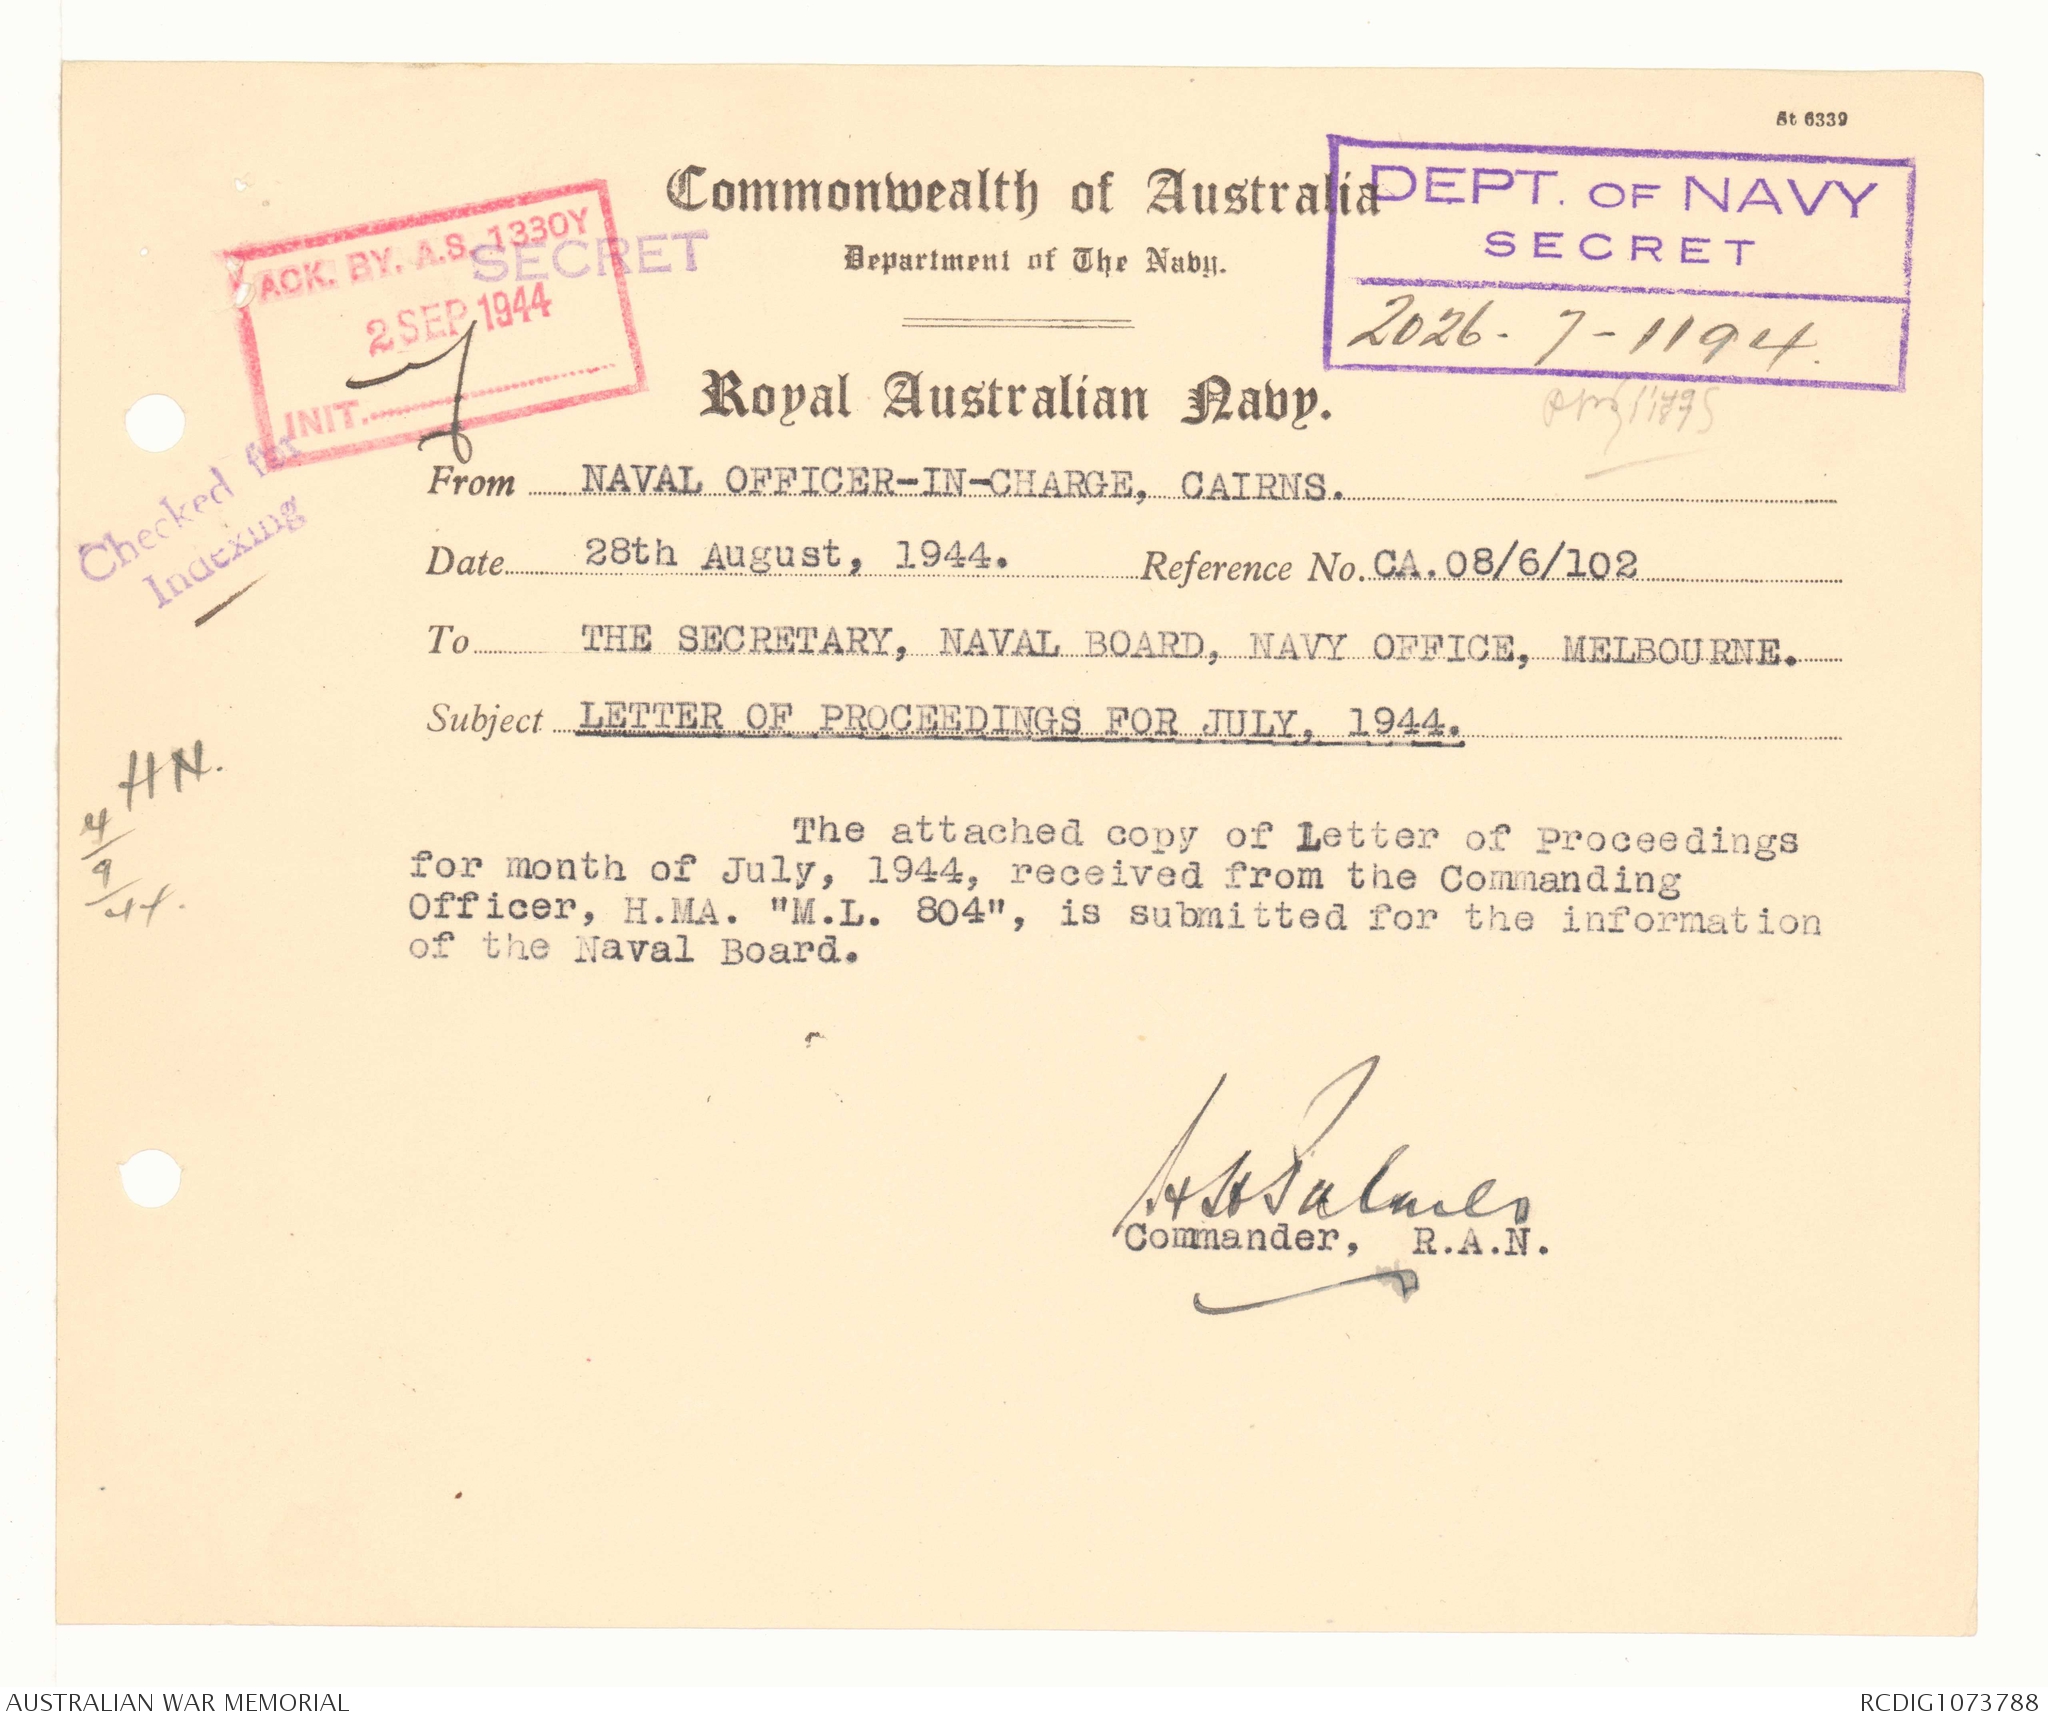 St 6339
Commonwealth of Australia
Department of The Navy.
Royal Australian Navy.
DEPT. OF NAVY
SECRET
2026-7-1194.
ACK. BY. A.S. 1330Y
SECRET
2 SEP 1944
INIT.
Checked for
Indexing
From NAVAL OFFICER-IN-CHARGE, CAIRNS.
Date 28th August, 1944. Reference No. CA.08/6/102
To THE SECRETARY, NAVAL BOARD, NAVY OFFICE, MELBOURNE.
Subject LETTER OF PROCEEDINGS FOR JULY, 1944.
HN.
4/9/44.
The attached copy of Letter of Proceedings
for month of July, 1944, received from the Commanding
Officer, H.MA. "M.L. 804", is submitted for the information
of the Naval Board.
Commander, R.A.N.
AUSTRALIAN WAR MEMORIAL
RCDIG1073788